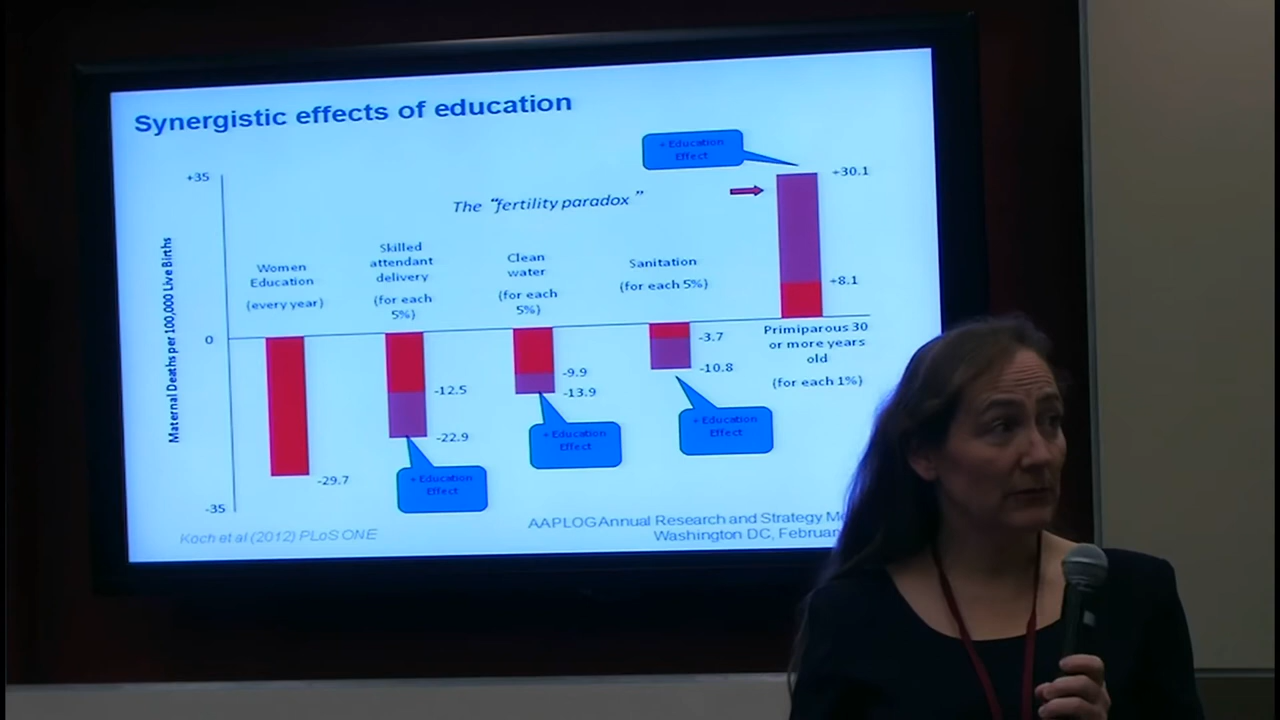 Synergistic effects of education
+ Education
Effect
+35
+30.1
The "fertility paradox"
Skilled
attendant
delivery
(for each
5%)
Clean
water
(for each
5%)
Women
Education
(every year)
Sanitation
(for each 5%)
+8.1
Maternal Deaths per 100,000 Live Births
0
Primiparous 30
or more years
old
(for each 1%)
-3.7
-10.8
-9.9
-13.9
-12.5
-22.9
-29.7
+ Education
Effect
+ Education
Effect
+ Education
Effect
-35
Koch et al (2012) PLoS ONE
AAPLOG Annual Research and Strategy
Washington DC,